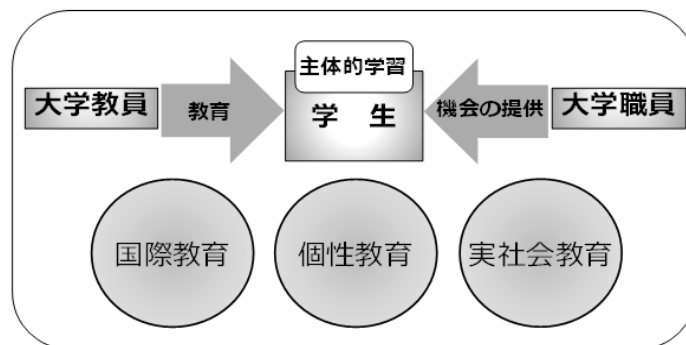 主体的学習
大学教員
教育
学　生
機会の提供
大学職員
国際教育
個性教育
実社会教育